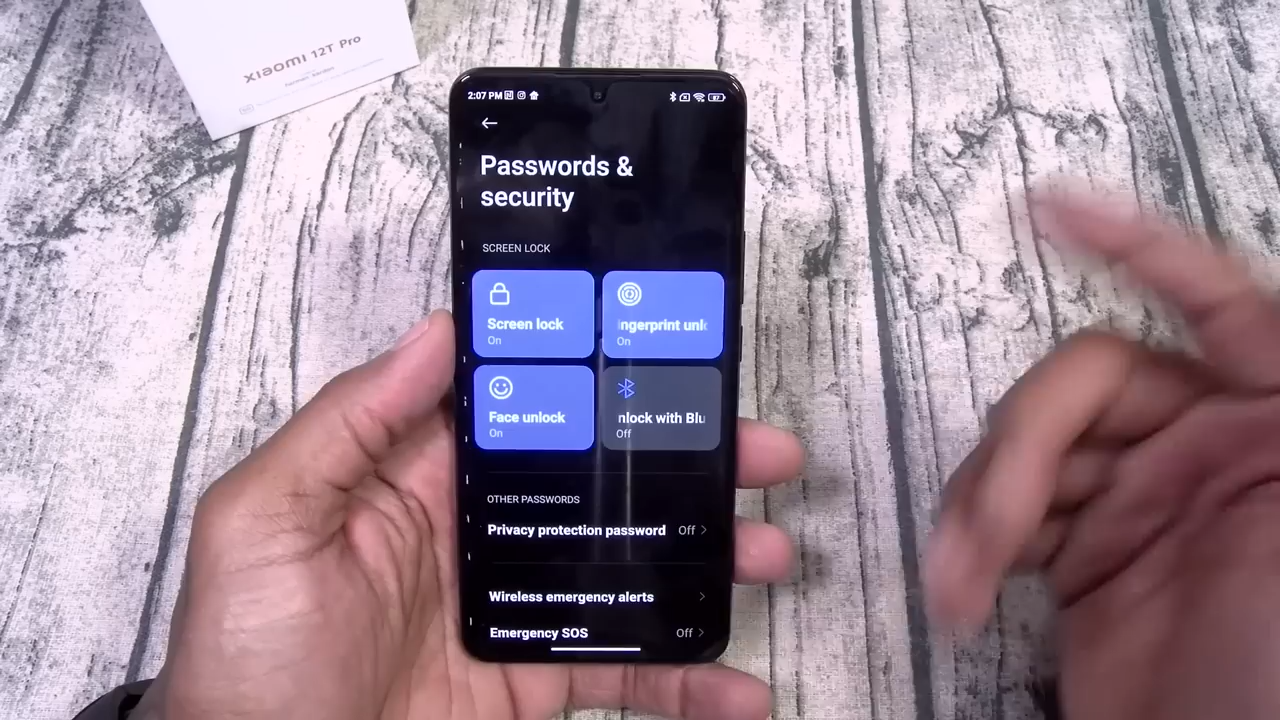 XIAOMI 12T Pro
2:07 PM
87
Passwords &
security
SCREEN LOCK
Screen lock
On
ingerprint unl
On
Face unlock
On
nlock with Blu
Off
OTHER PASSWORDS
Privacy protection password Off
Wireless emergency alerts
Emergency SOS Off